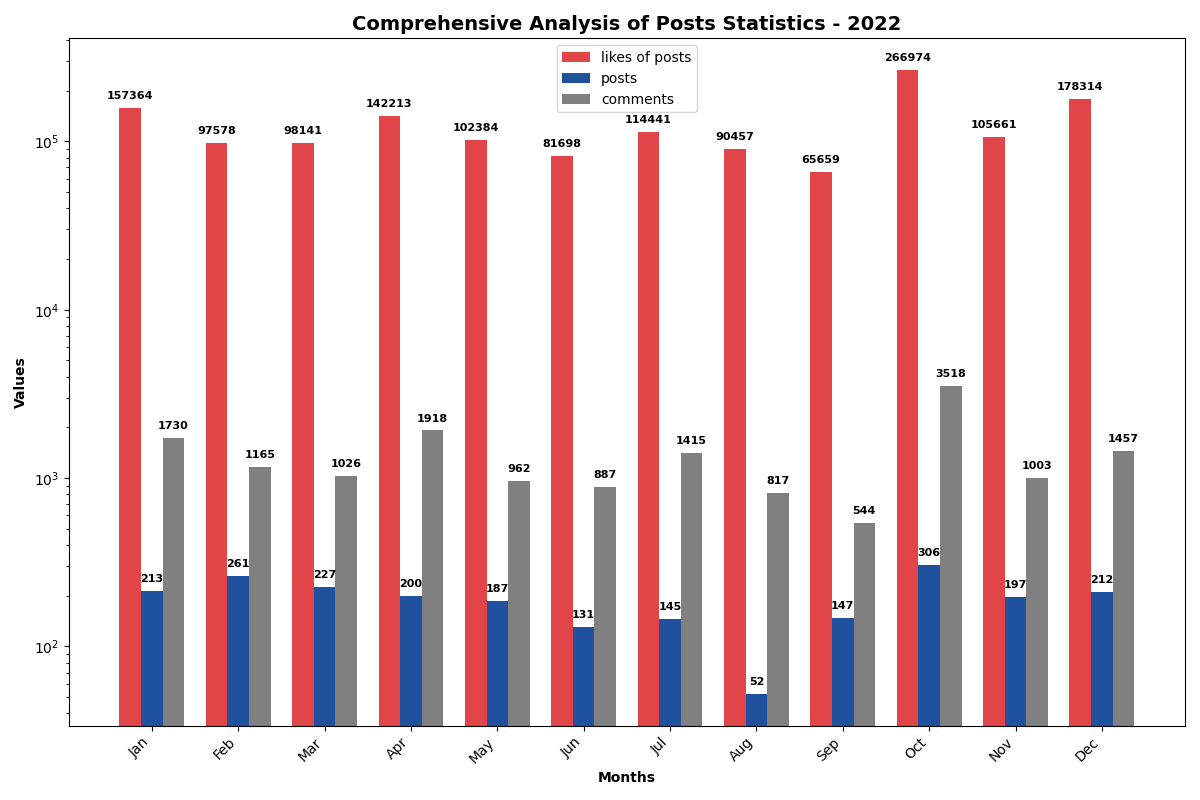 Comprehensive Analysis of Posts Statistics - 2022
likes of posts
posts
comments
Values
10^5
10^4
10^3
10^2
157364
97578
98141
142213
102384
81698
114441
90457
65659
266974
105661
178314
213
261
227
200
187
131
145
52
147
306
197
212
1730
1165
1026
1918
962
887
1415
817
544
3518
1003
1457
Jan
Feb
Mar
Apr
May
Jun
Jul
Aug
Sep
Oct
Nov
Dec
Months